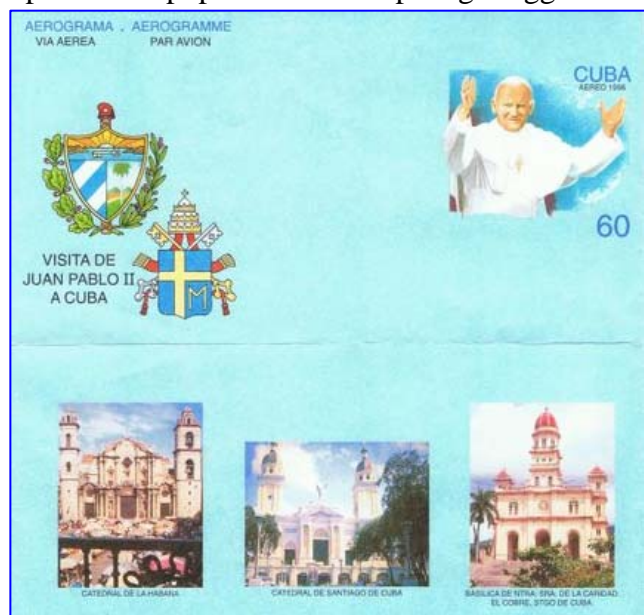 AEROGRAMA . AEROGRAMME
VIA AEREA PAR AVION
CUBA
AEREO 1998
60
VISITA DE
JUAN PABLO II
A CUBA
M
CATEDRAL DE LA HABANA
CATEDRAL DE SANTIAGO DE CUBA
BASILICA DE NTRA. SRA. DE LA CARIDAD.
EL COBRE, STGO DE CUBA.